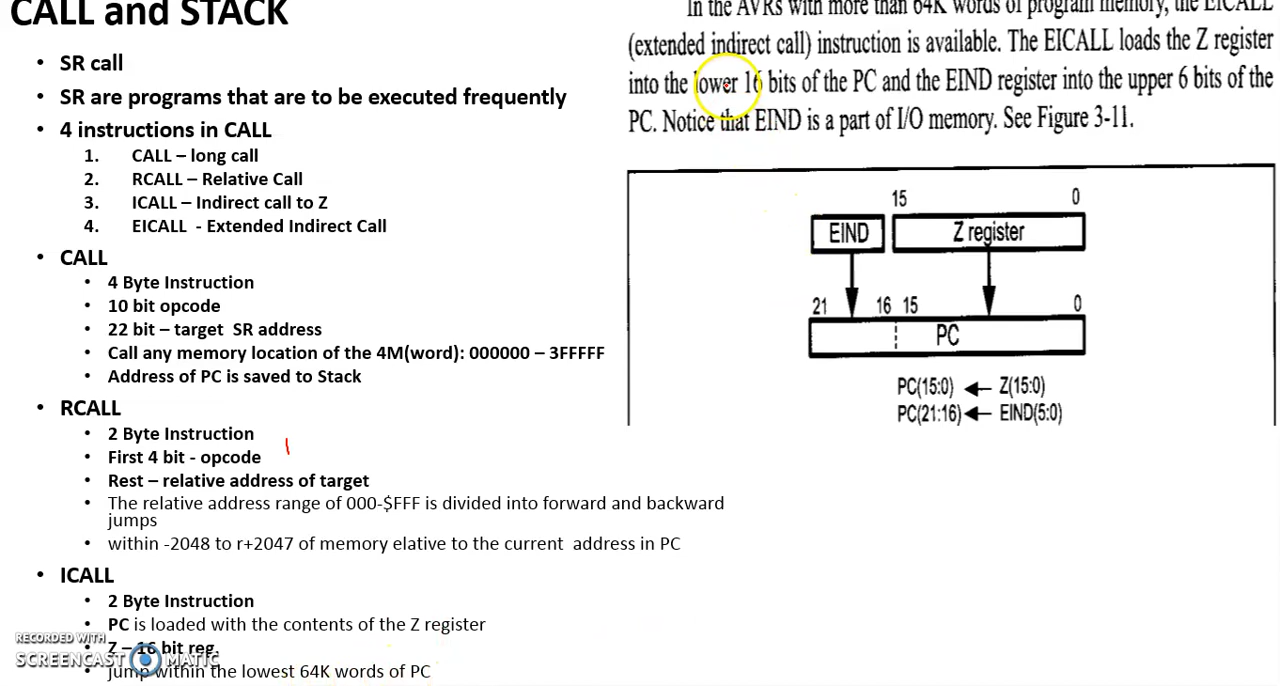 CALL and STACK
• SR call
• SR are programs that are to be executed frequently
• 4 instructions in CALL
1. CALL – long call
2. RCALL – Relative Call
3. ICALL – Indirect call to Z
4. EICALL - Extended Indirect Call
• CALL
• 4 Byte Instruction
• 10 bit opcode
• 22 bit – target SR address
• Call any memory location of the 4M(word): 000000 – 3FFFFF
• Address of PC is saved to Stack
• RCALL
• 2 Byte Instruction
• First 4 bit - opcode
• Rest – relative address of target
• The relative address range of 000-$FFF is divided into forward and backward
jumps
• within -2048 to r+2047 of memory elative to the current address in PC
• ICALL
• 2 Byte Instruction
• PC is loaded with the contents of the Z register
• Z – 16 bit reg.
• jump within the lowest 64K words of PC
RECORDED WITH
SCREENCAST MATIC
In the AVRs with more than 64K words of program memory, the EICALL
(extended indirect call) instruction is available. The EICALL loads the Z register
into the lower 16 bits of the PC and the EIND register into the upper 6 bits of the
PC. Notice that EIND is a part of I/O memory. See Figure 3-11.
15 0
EIND Z register
21 16 15 0
PC
PC(15:0) ← Z(15:0)
PC(21:16) ← EIND(5:0)